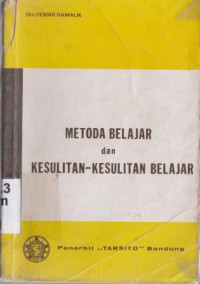 Drs OEMAR HAMALIK
METODA BELAJAR
dan
KESULITAN-KESULITAN BELAJAR
.3
m
Penerbit „TARSITO" Bandung